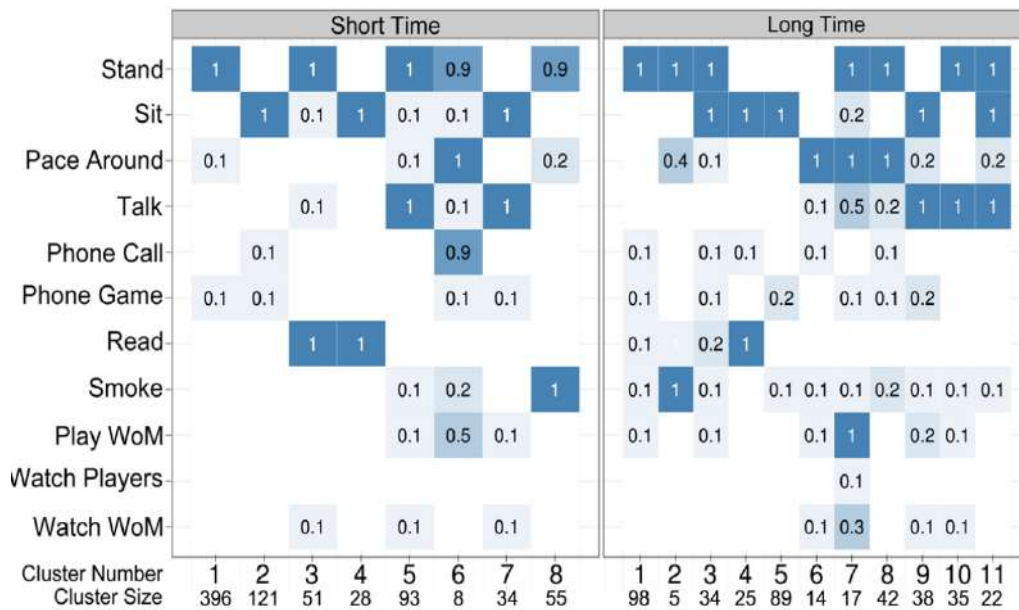 Short Time Long Time
Stand 1 1 1 0.9 0.9 1 1 1 1 1 1 1
Sit 1 0.1 1 0.1 0.1 1 1 1 1 0.2 1 1
Pace Around 0.1 0.1 1 0.2 0.4 0.1 1 1 1 0.2 0.2
Talk 0.1 1 0.1 1 0.1 0.5 0.2 1 1 1
Phone Call 0.1 0.9 0.1 0.1 0.1 0.1 0.1
Phone Game 0.1 0.1 0.1 0.1 0.1 0.1 0.2 0.1 0.1 0.2
Read 1 1 0.1 1 0.2 1
Smoke 0.1 0.2 1 0.1 1 0.1 0.1 0.1 0.1 0.2 0.1 0.1 0.1
Play WoM 0.1 0.5 0.1 0.1 0.1 0.1 1 0.2 0.1
Watch Players 0.1
Watch WoM 0.1 0.1 0.1 0.1 0.3 0.1 0.1
Cluster Number 1 2 3 4 5 6 7 8 1 2 3 4 5 6 7 8 9 10 11
Cluster Size 396 121 51 28 93 8 34 55 98 5 34 25 89 14 17 42 38 35 22